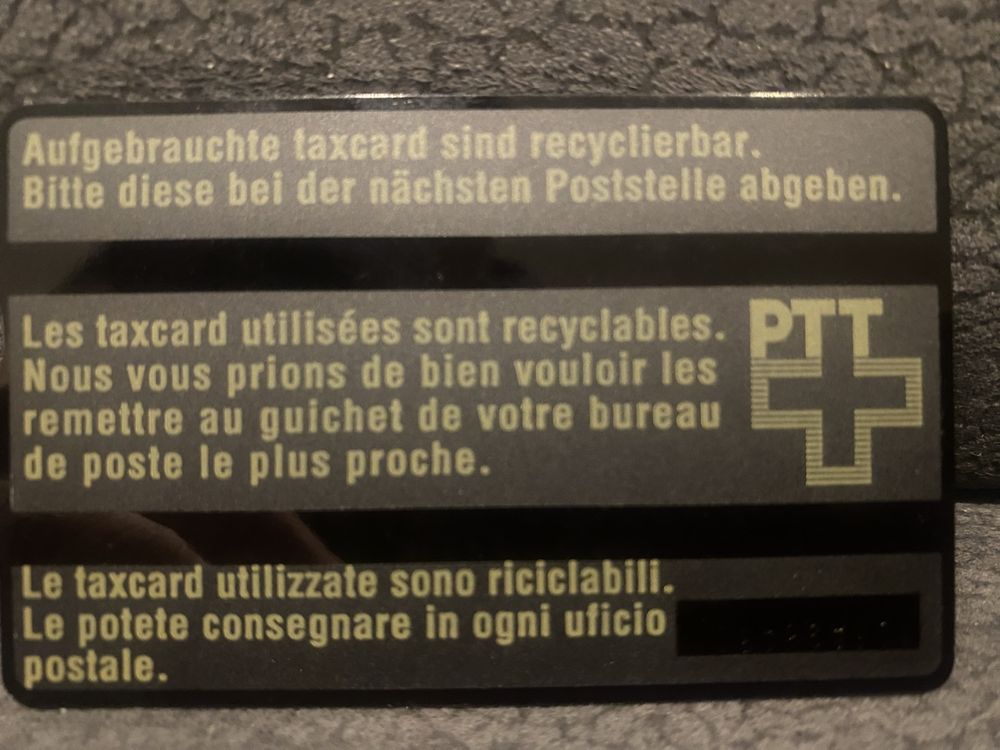 Aufgebrauchte taxcard sind recyclierbar.
Bitte diese bei der nächsten Poststelle abgeben.
Les taxcard utilisées sont recyclables.
Nous vous prions de bien vouloir les
remettre au guichet de votre bureau
de poste le plus proche.
PTT
Le taxcard utilizzate sono riciclabili.
Le potete consegnare in ogni uficio
postale.